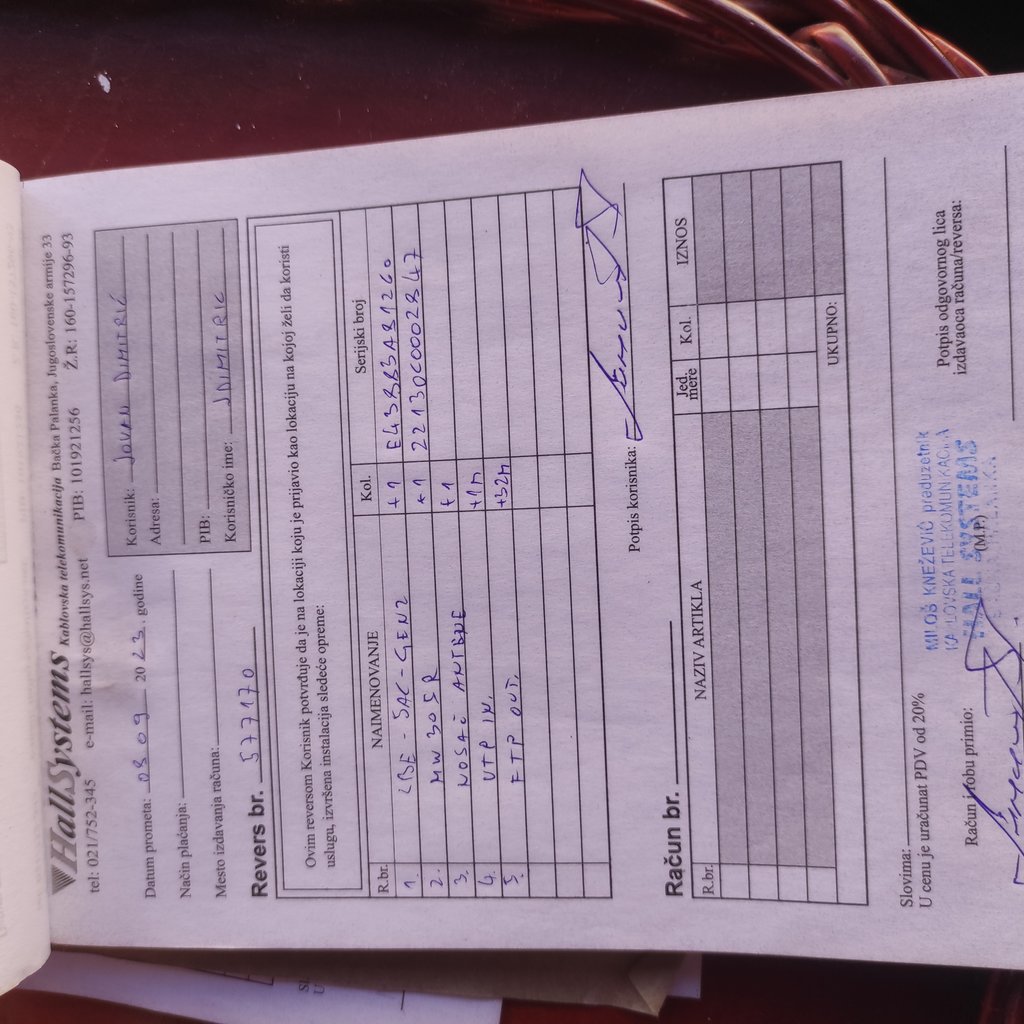 HallSystems Kablovska telekomunikacija Bačka Palanka, Jugoslovenske armije 33
tel: 021/752-345 e-mail: hallsys@hallsys.net PIB: 101921256 Ž.R: 160-157296-93
Datum prometa: 08 09 2023. godine
Način plaćanja:
Mesto izdavanja računa:
Korisnik: JOVAN DIMITRIĆ
Adresa:
PIB:
Korisničko ime: JDIMITRIC
Revers br. 577170
Ovim reversom Korisnik potvrđuje da je na lokaciji koju je prijavio kao lokaciju na kojoj želi da koristi
uslugu, izvršena instalacija sledeće opreme:
R.br. NAIMENOVANJE Kol. Serijski broj
1. LBE-5AC-GEN2 +1 E438B3A81260
2. MW305R +1 22130C0002847
3. NOSAČ ANTENE +1
4. UTP IN. +1m
5. FTP OUT. +32m
Potpis korisnika:
Račun br.
R.br. NAZIV ARTIKLA Jed. mere Kol. IZNOS
UKUPNO:
Slovima:
U cenu je uračunat PDV od 20%
Račun i robu primio:
MILOŠ KNEŽEVIĆ preduzetnik
KABLOVSKA TELEKOMUNIKACIJA
HALL SYSTEMS
(M.P.)
Potpis odgovornog lica
izdavaoca računa/reversa: